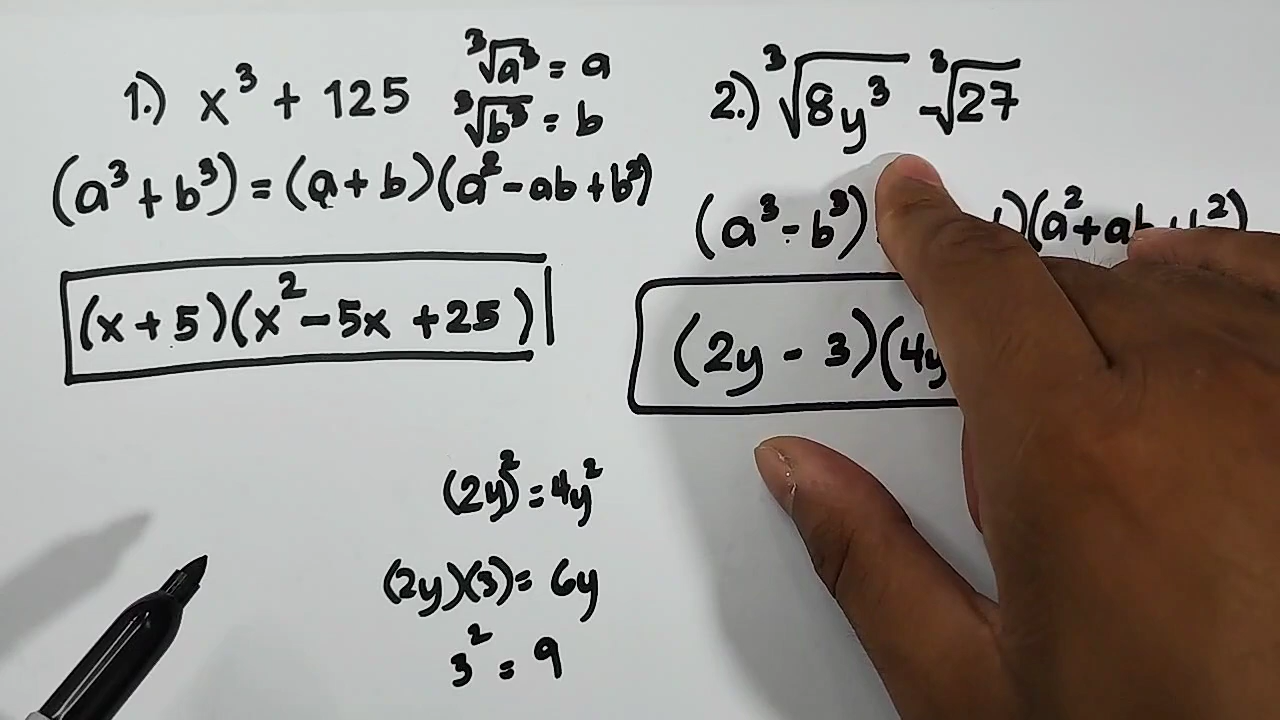 1.) x³ + 125
∛a³ = a
∛b³ = b
(a³ + b³) = (a + b)(a² - ab + b²)
(x + 5)(x² - 5x + 25)
2.) ∛8y³ - ∛27
(a³ - b³) )(a² + ab + b²)
(2y - 3)(4y
(2y)² = 4y²
(2y)(3) = 6y
3² = 9